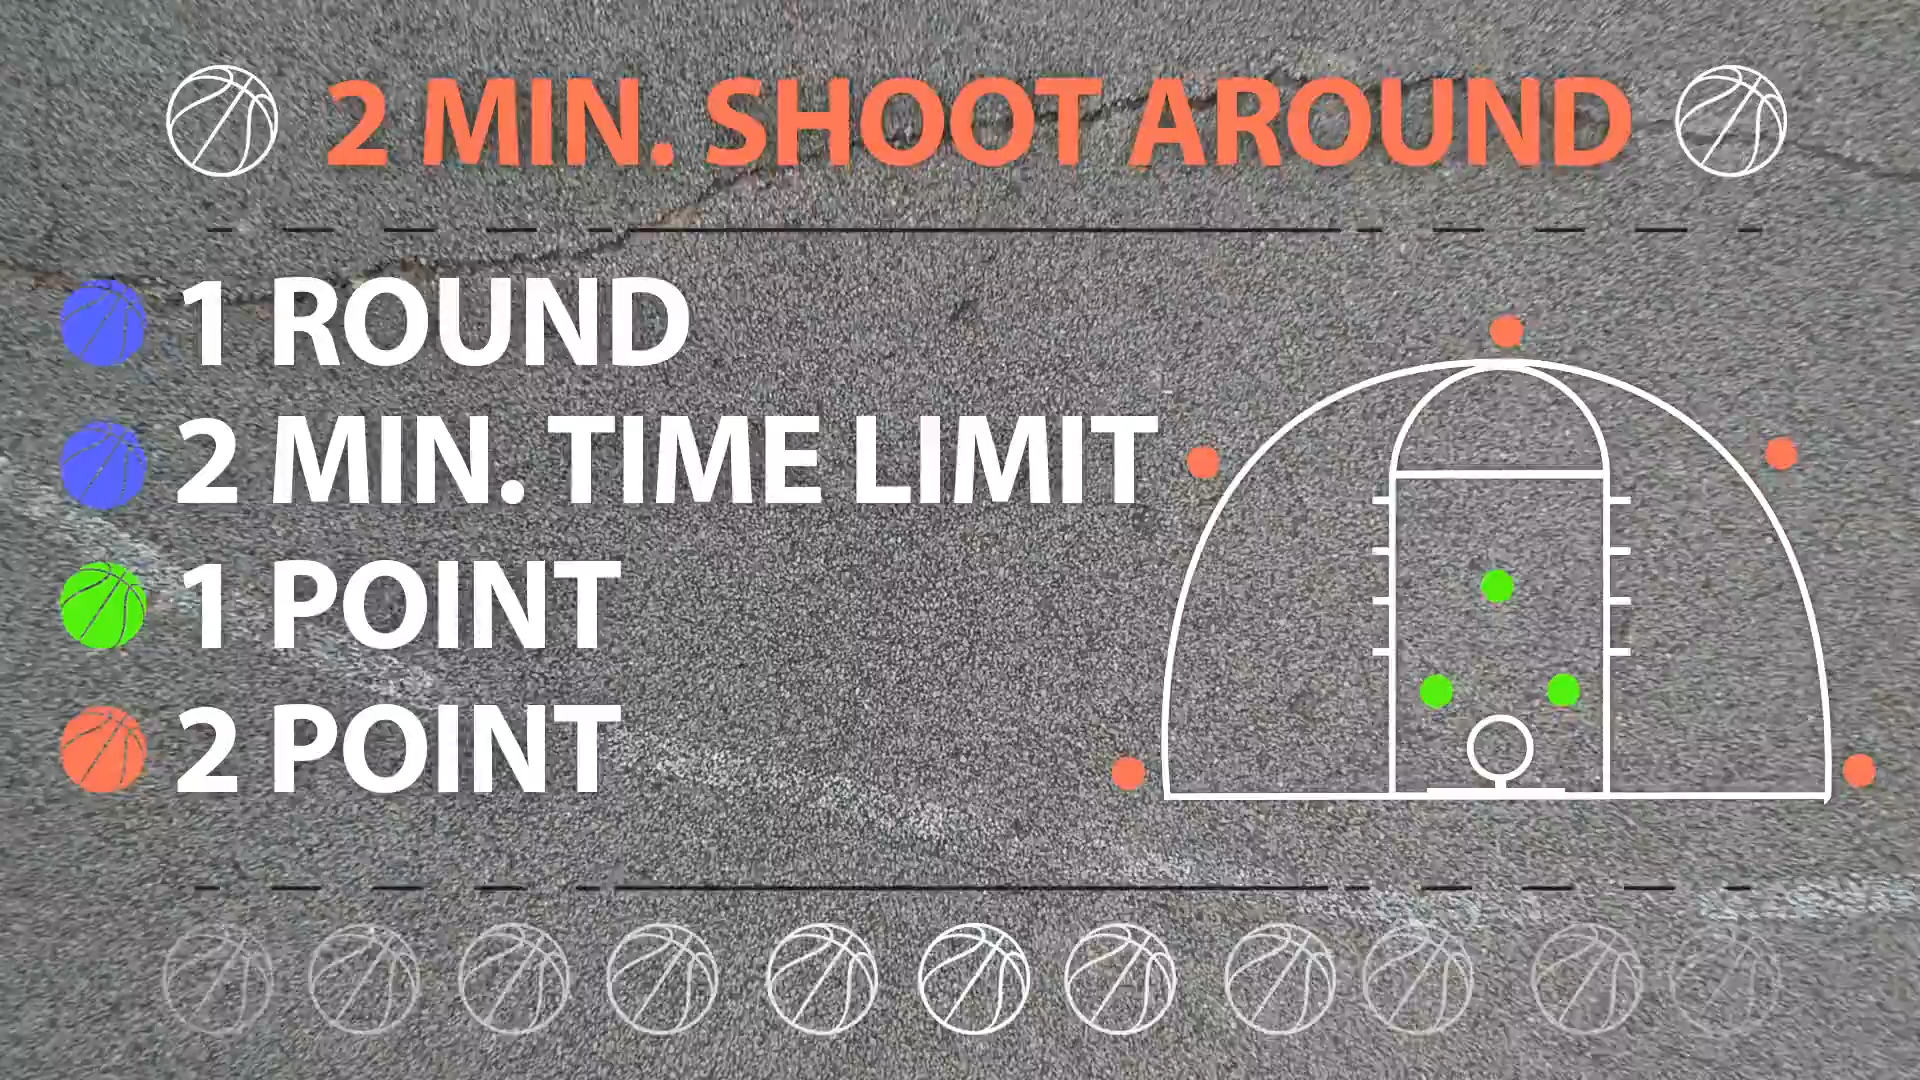 2 MIN. SHOOT AROUND
1 ROUND
2 MIN. TIME LIMIT
1 POINT
2 POINT